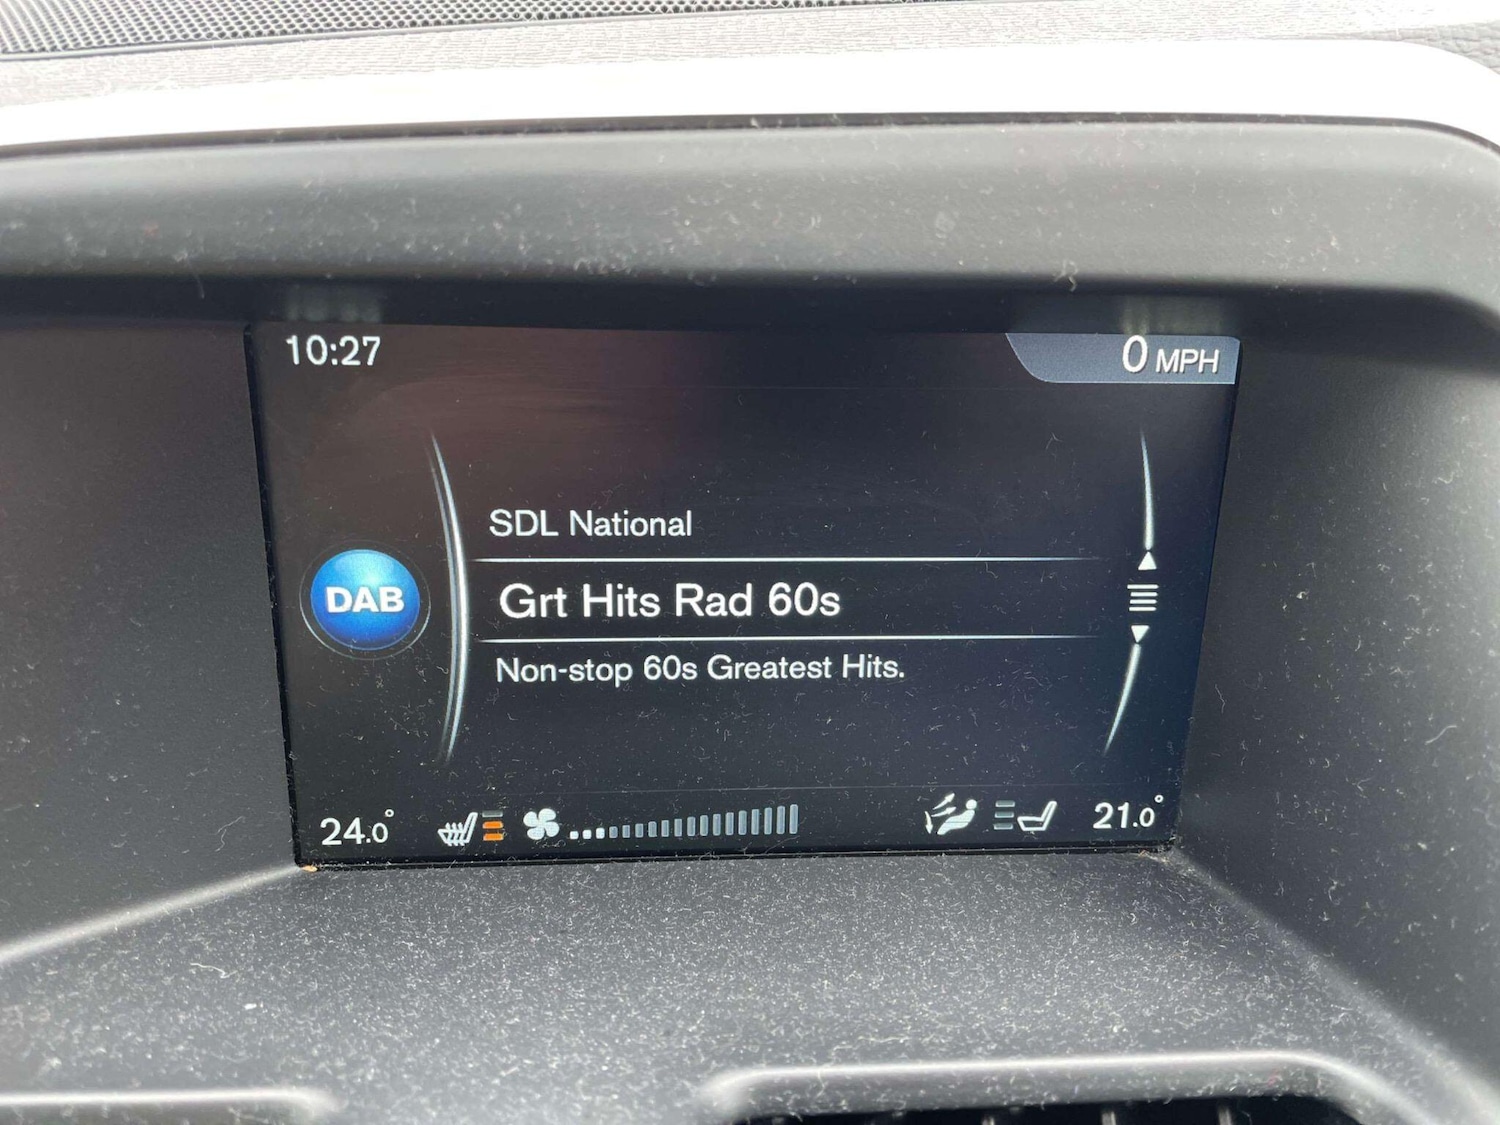 10:27
0 MPH
SDL National
DAB
Grt Hits Rad 60s
Non-stop 60s Greatest Hits.
24.0°
21.0°